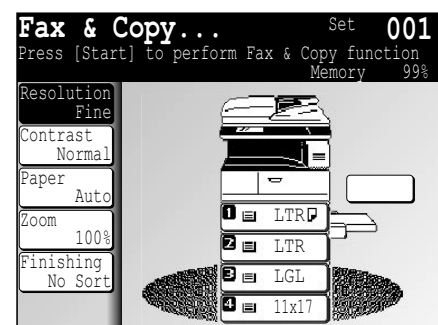 Fax & Copy... Set 001
Press [Start] to perform Fax & Copy function
Memory 99%
Resolution
Fine
Contrast
Normal
Paper
Auto
Zoom
100%
Finishing
No Sort
1 LTR
2 LTR
3 LGL
4 11x17